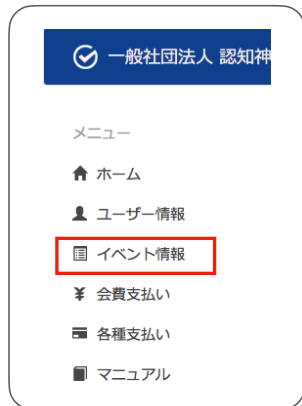 一般社団法人 認知神
メニュー
ホーム
ユーザー情報
イベント情報
会費支払い
各種支払い
マニュアル